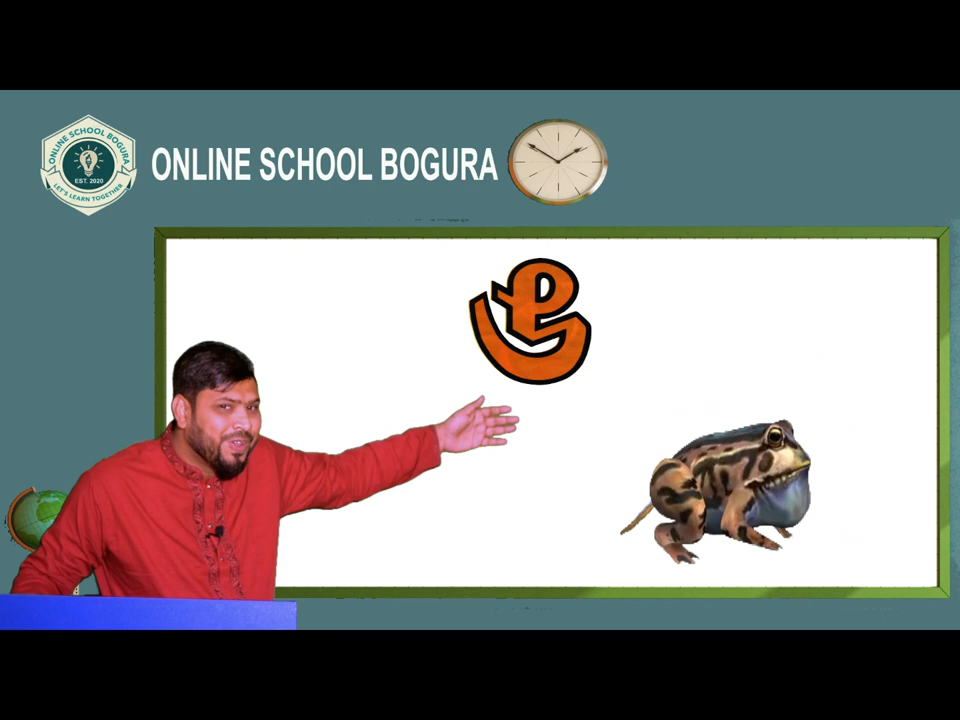 ONLINE SCHOOL BOGURA
EST. 2020
LET'S LEARN TOGETHER
ONLINE SCHOOL BOGURA
ঙ